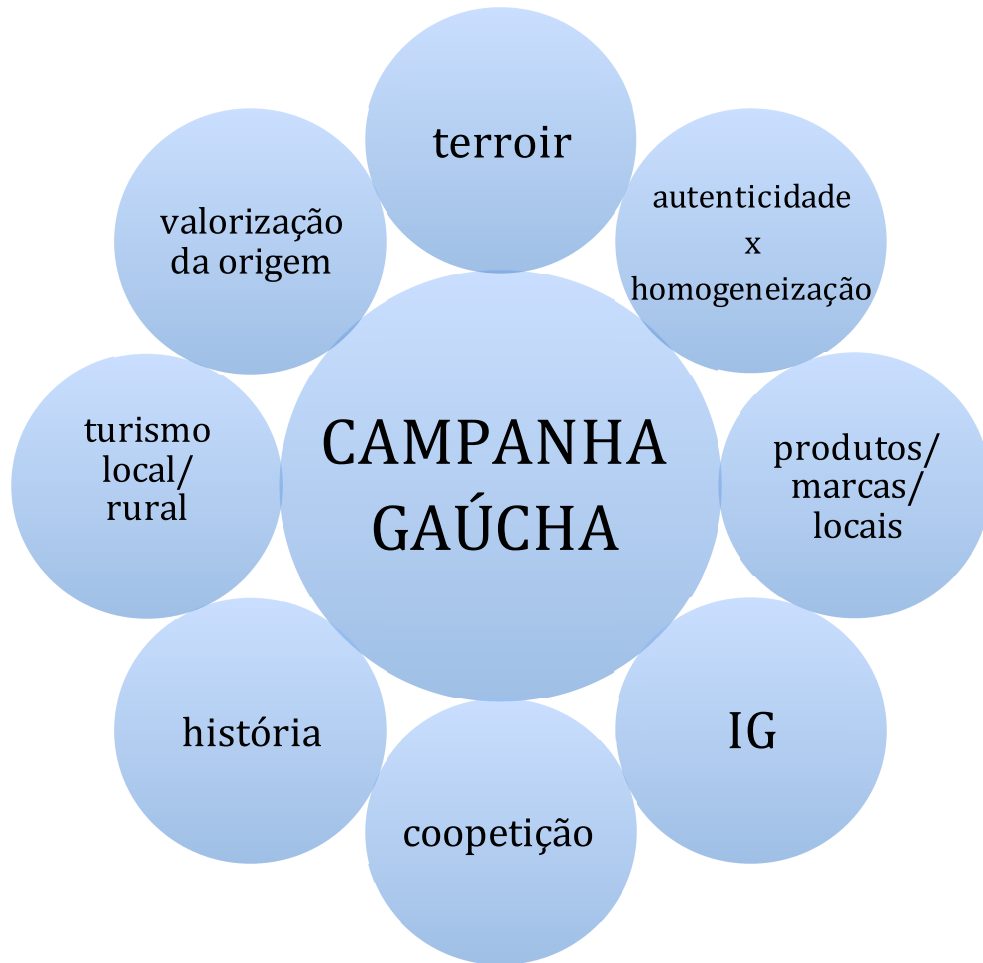 terroir
autenticidade
x
homogeneização
valorização
da origem
CAMPANHA
GAÚCHA
turismo
local/
rural
produtos/
marcas/
locais
história
IG
coopetição